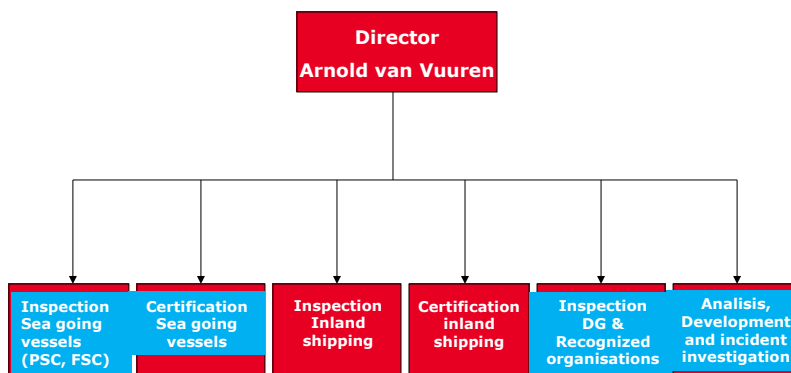 Director
Arnold van Vuuren
Inspection
Sea going
vessels
(PSC, FSC)
Certification
Sea going
vessels
Inspection
Inland
shipping
Certification
inland
shipping
Inspection
DG &
Recognized
organisations
Analisis,
Development
and incident
investigation